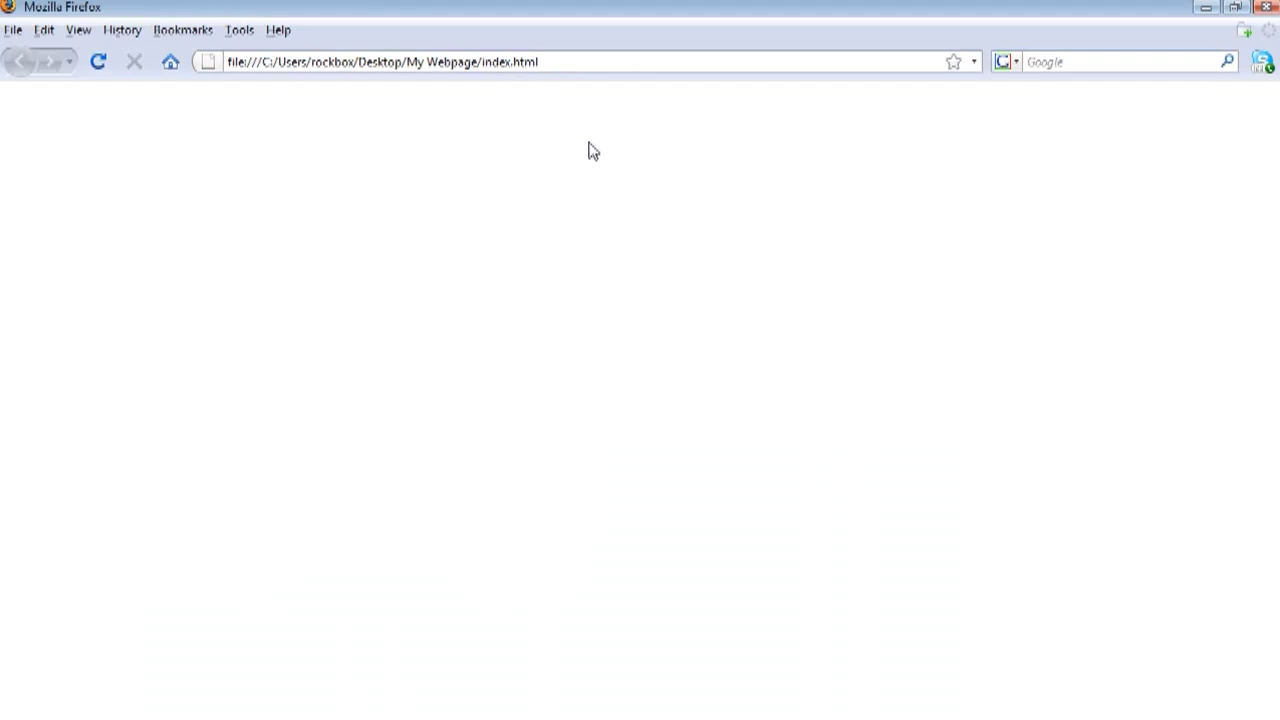 Mozilla Firefox
File Edit View History Bookmarks Tools Help
file:///C:/Users/rockbox/Desktop/My Webpage/index.html Google